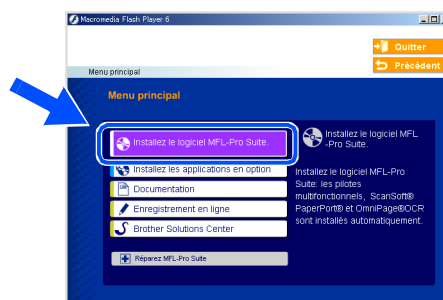 Macromedia Flash Player 6
Quitter
Précédent
Menu principal
Menu principal
Installez le logiciel MFL-Pro Suite.
Installez les applications en option
Documentation
Enregistrement en ligne
Brother Solutions Center
Réparez MFL-Pro Suite
Installez le logiciel MFL
-Pro Suite.
Installez le logiciel MFL-Pro
Suite: les pilotes
multifonctionnels, ScanSoft®
PaperPort® et OmniPage®OCR
sont installés automatiquement.